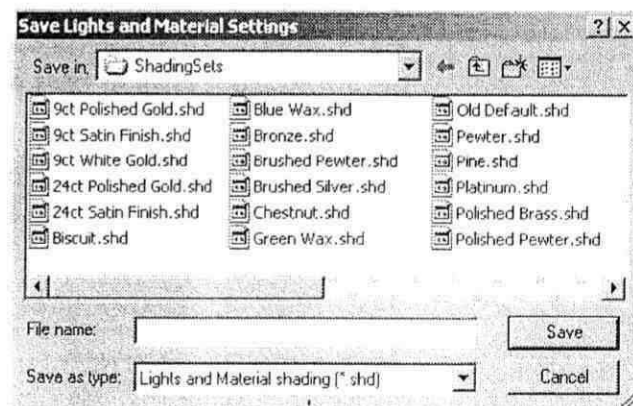 Save Lights and Material Settings
Save in: ShadingSets
9ct Polished Gold.shd Blue Wax.shd Old Default.shd
9ct Satin Finish.shd Bronze.shd Pewter.shd
9ct White Gold.shd Brushed Pewter.shd Pine.shd
24ct Polished Gold.shd Brushed Silver.shd Platinum.shd
24ct Satin Finish.shd Chestnut.shd Polished Brass.shd
Biscuit.shd Green Wax.shd Polished Pewter.shd
File name: Save
Save as type: Lights and Material shading (*.shd) Cancel